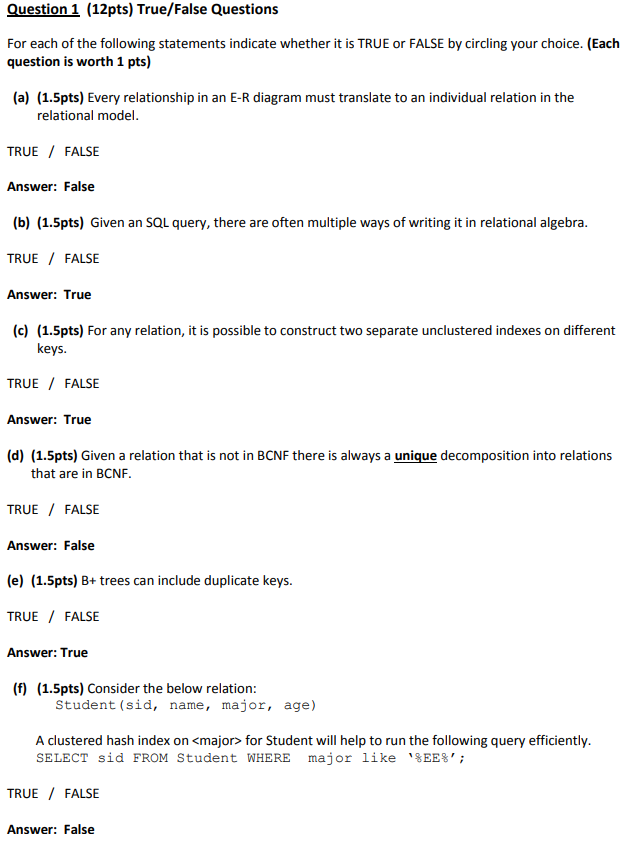 Question 1 (12pts) True/False Questions
For each of the following statements indicate whether it is TRUE or FALSE by circling your choice. (Each
question is worth 1 pts)
(a) (1.5pts) Every relationship in an E-R diagram must translate to an individual relation in the
relational model.
TRUE / FALSE
Answer: False
(b) (1.5pts) Given an SQL query, there are often multiple ways of writing it in relational algebra.
TRUE / FALSE
Answer: True
(c) (1.5pts) For any relation, it is possible to construct two separate unclustered indexes on different
keys.
TRUE / FALSE
Answer: True
(d) (1.5pts) Given a relation that is not in BCNF there is always a unique decomposition into relations
that are in BCNF.
TRUE / FALSE
Answer: False
(e) (1.5pts) B+ trees can include duplicate keys.
TRUE / FALSE
Answer: True
(f) (1.5pts) Consider the below relation:
Student(sid, name, major, age)
A clustered hash index on <major> for Student will help to run the following query efficiently.
SELECT sid FROM Student WHERE major like ‘%EE%’;
TRUE / FALSE
Answer: False